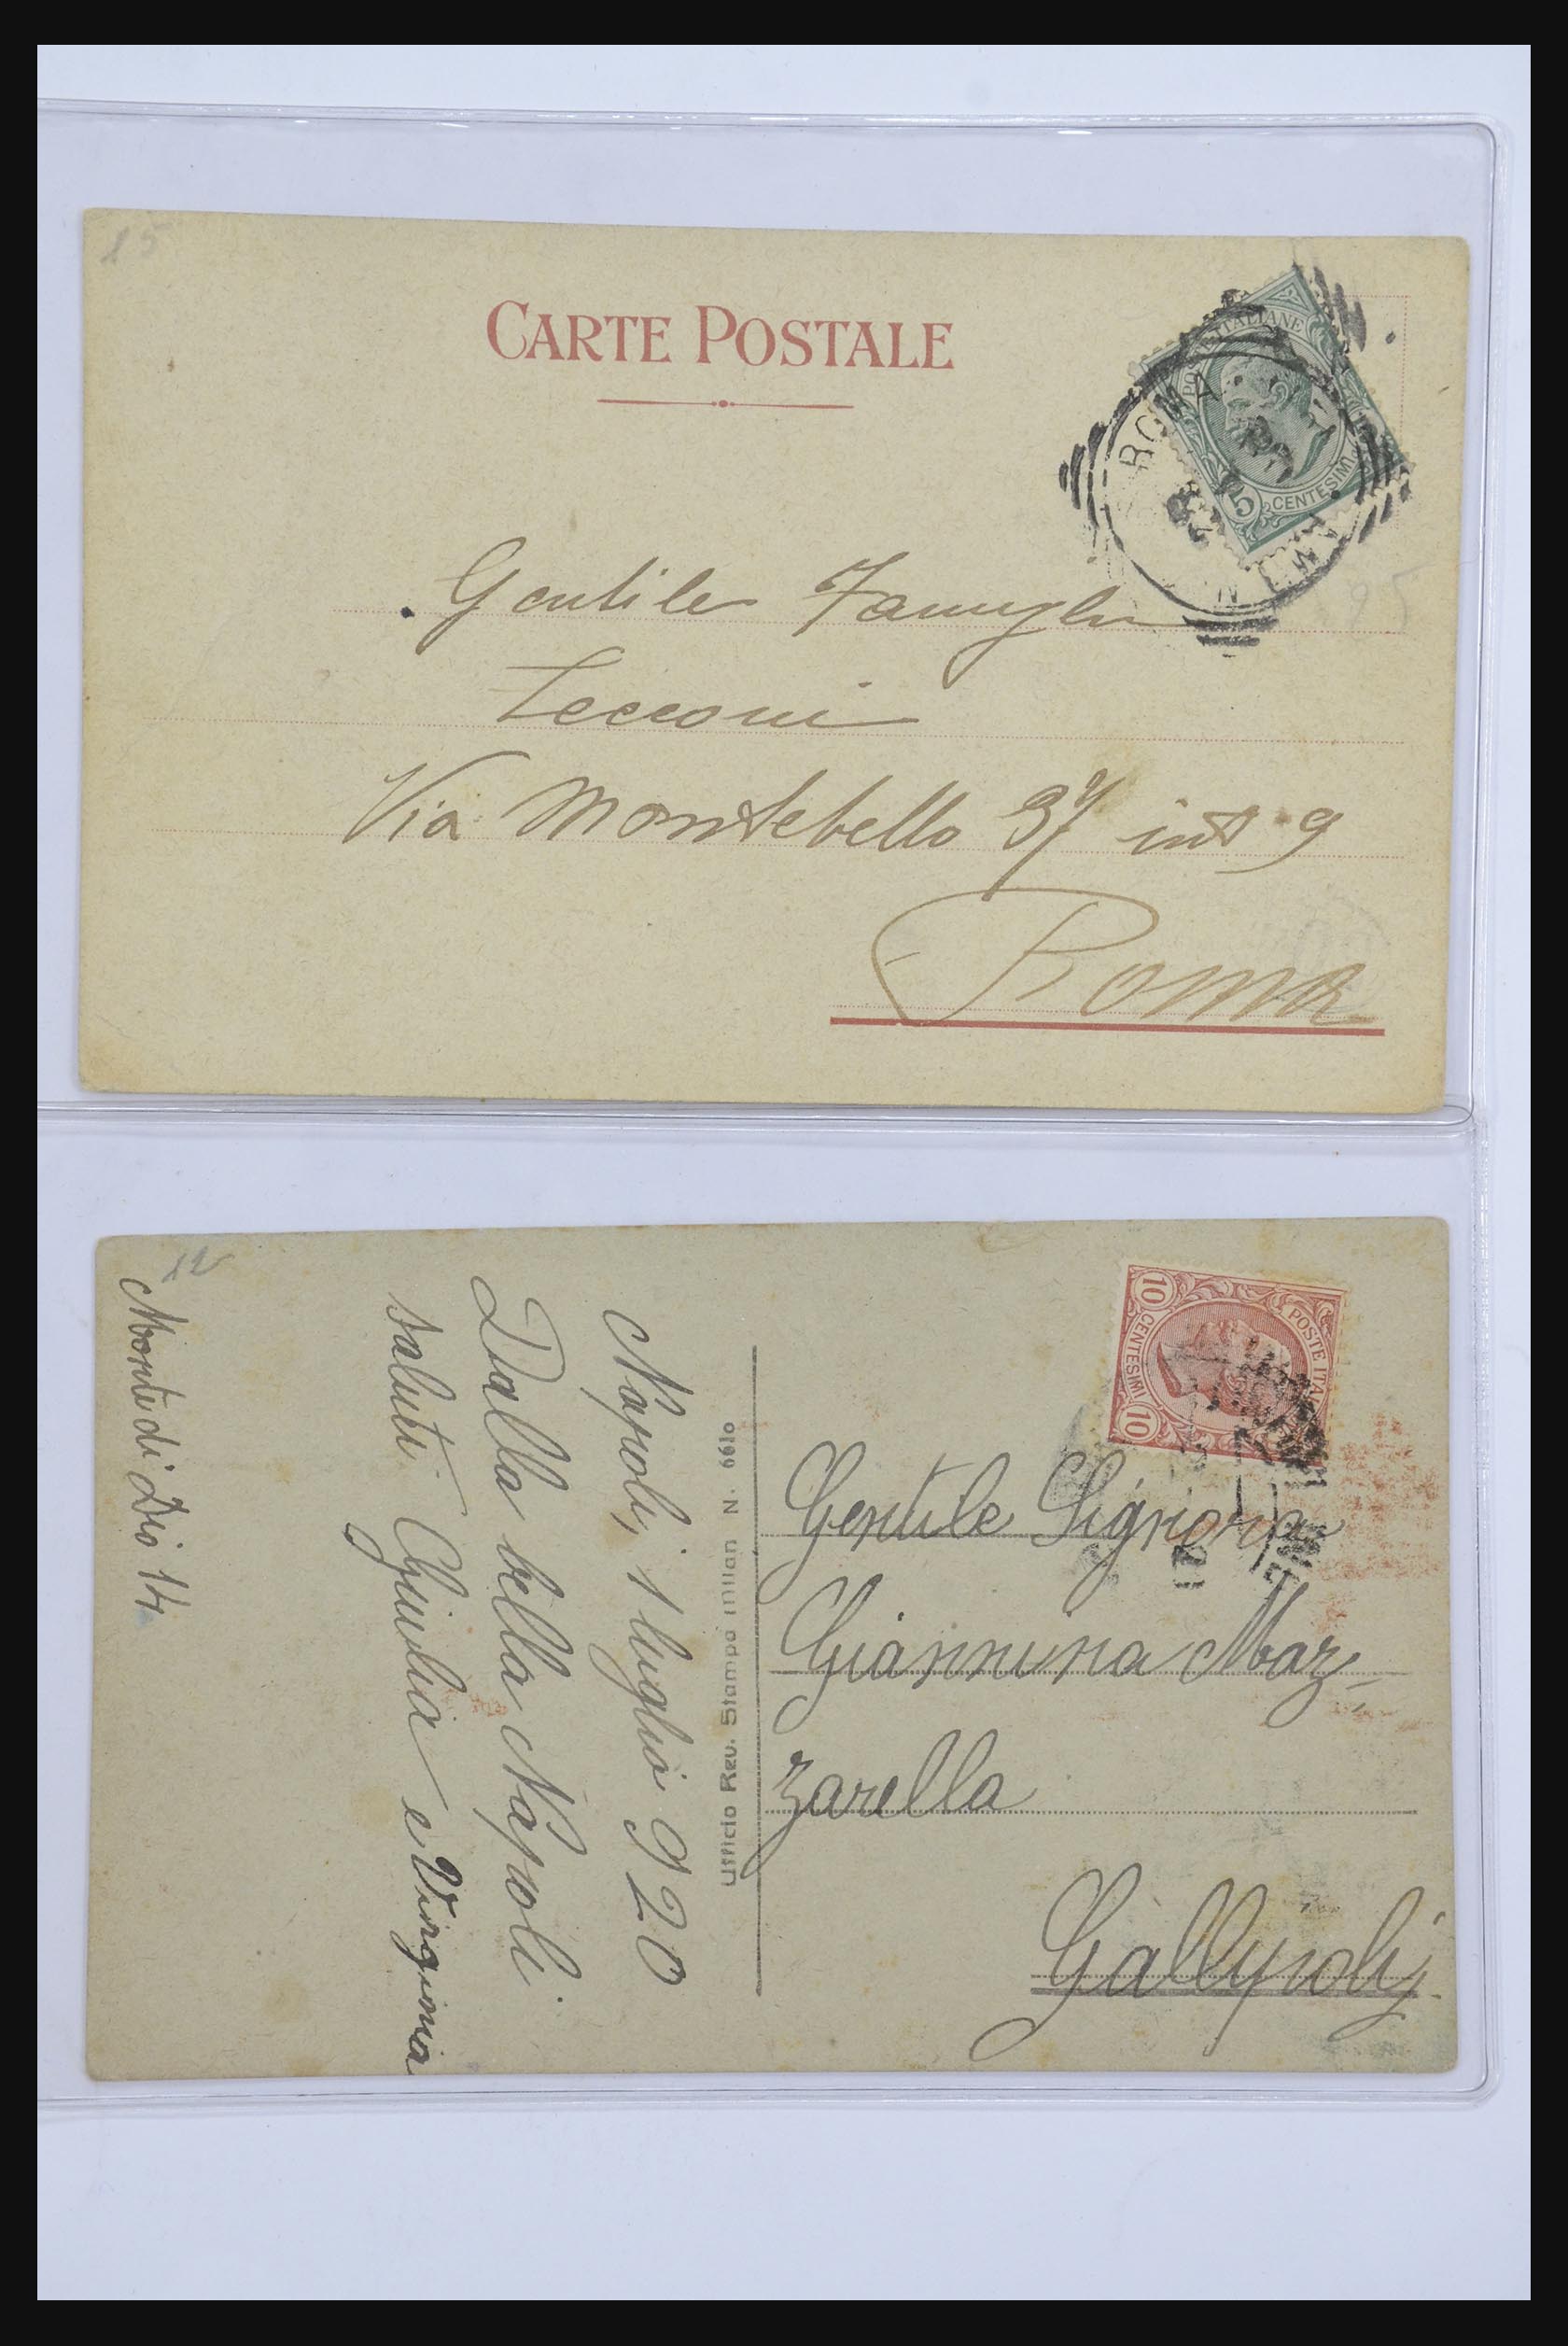 15
CARTE POSTALE
POSTE ITALIANE
5 CENTESIMI
ROMA
Gentile Famiglia
Via Montebello 37 int 9
Roma
12
POSTE ITA
10 CENTESIMI 10
Gentile Signora
Giannina Maz-
zarella
Gallipoli
Ufficio Rev. Stampa Milan N. 6610
Napoli, 1 luglio 920
Dalla bella Napoli.
saluti Giulia e Virginia
Monte di Dio 14